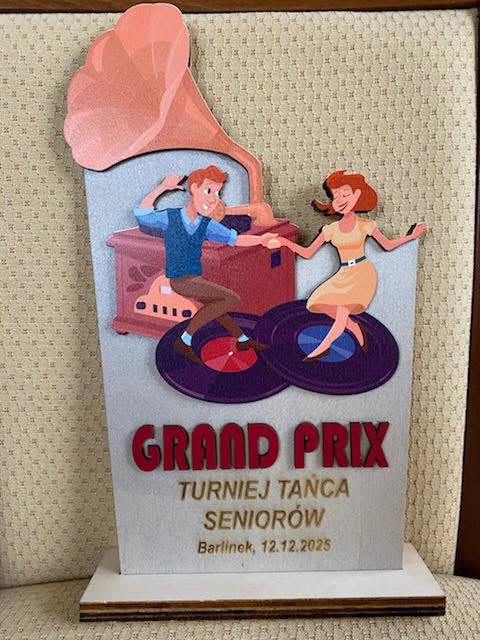 GRAND PRIX
TURNIEJ TAŃCA
SENIORÓW
Barlinek, 12.12.2025